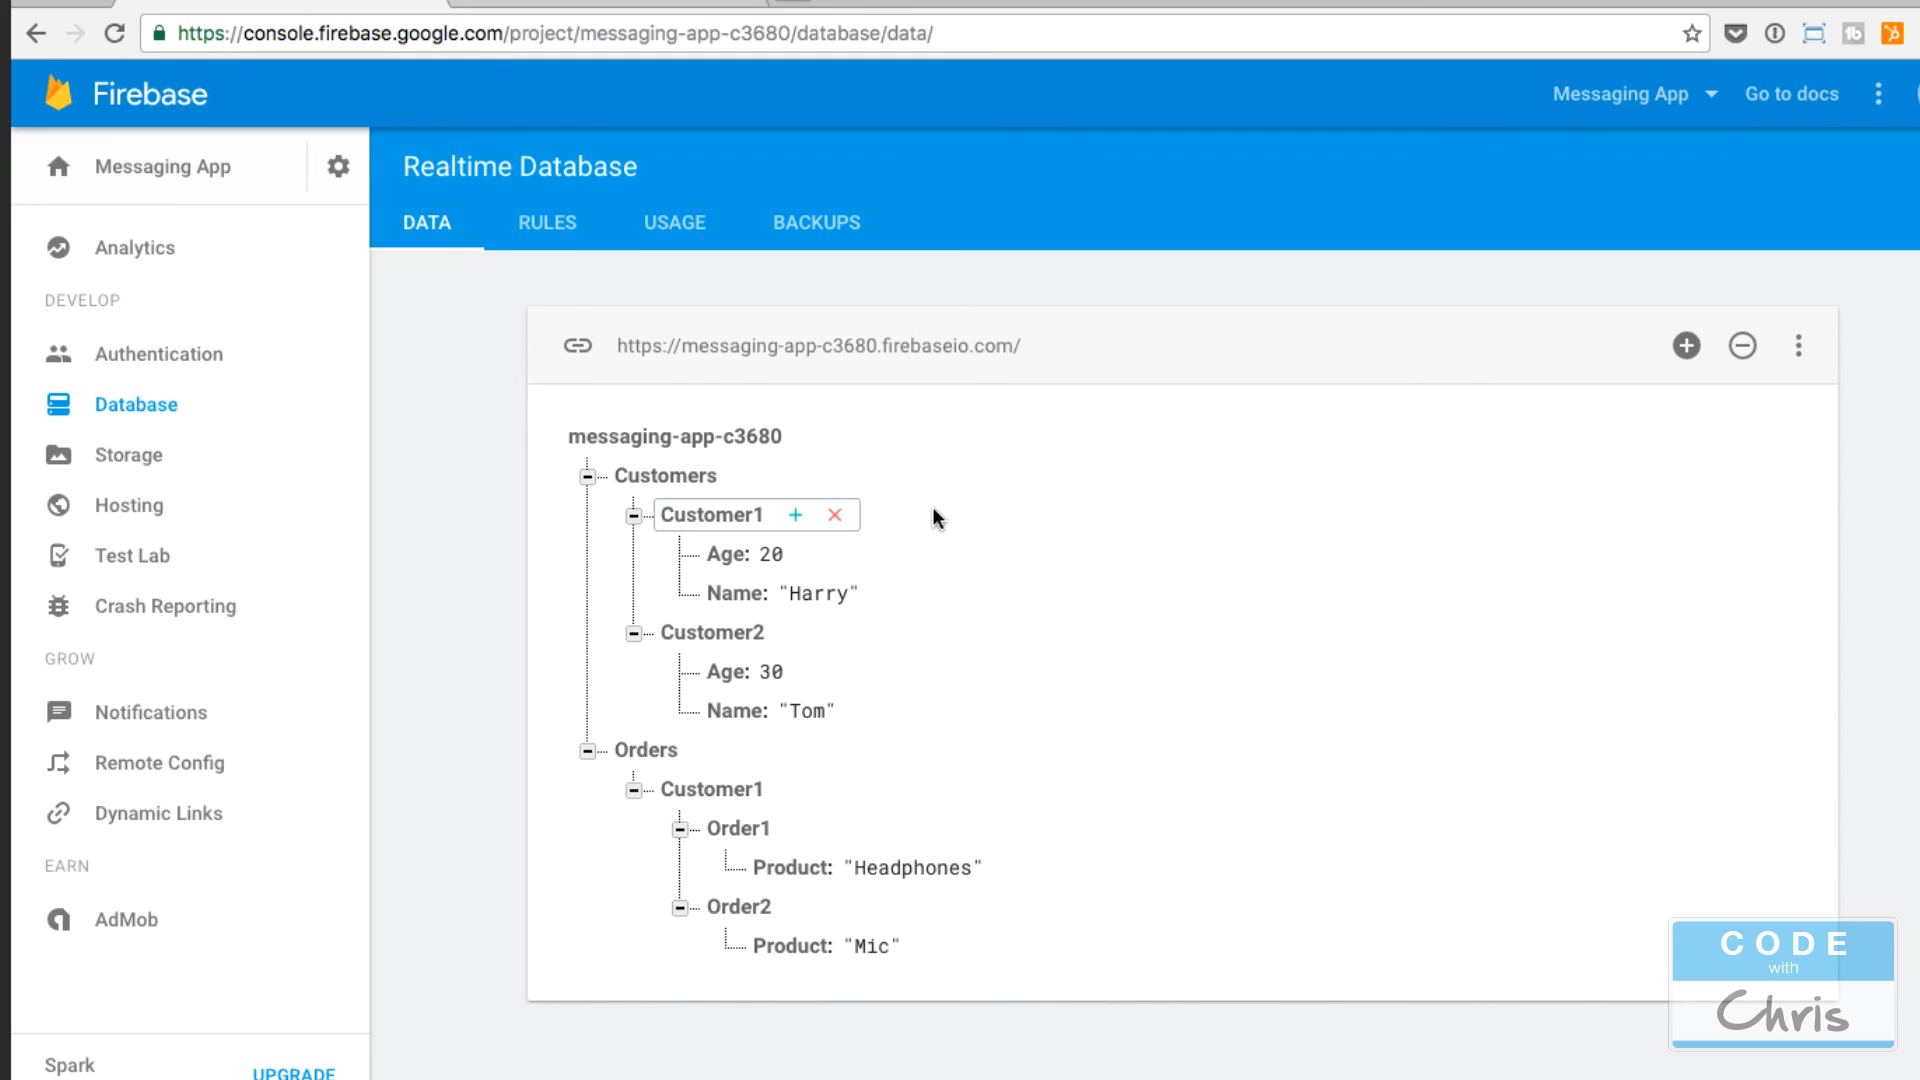 https://console.firebase.google.com/project/messaging-app-c3680/database/data/
Firebase
Messaging App
Go to docs
Messaging App
Realtime Database
DATA
RULES
USAGE
BACKUPS
Analytics
DEVELOP
Authentication
Database
Storage
Hosting
Test Lab
Crash Reporting
GROW
Notifications
Remote Config
Dynamic Links
EARN
AdMob
Spark
UPGRADE
https://messaging-app-c3680.firebaseio.com/
messaging-app-c3680
Customers
Customer1
Age: 20
Name: "Harry"
Customer2
Age: 30
Name: "Tom"
Orders
Customer1
Order1
Product: "Headphones"
Order2
Product: "Mic"
CODE
with
Chris